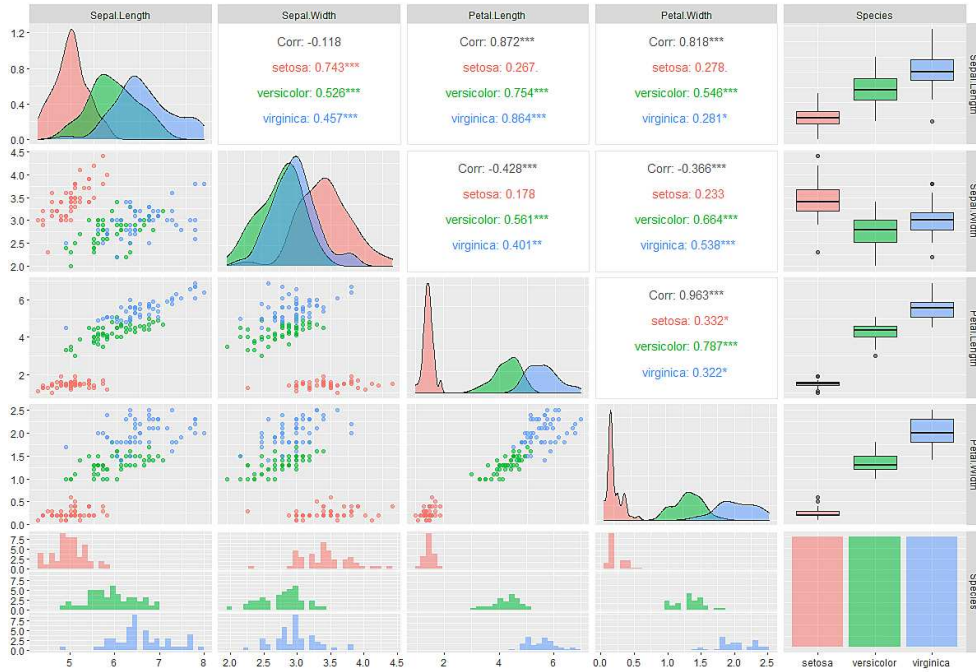 Sepal.Length Sepal.Width Petal.Length Petal.Width Species
1.2
0.8
0.4
0.0
Corr: -0.118
setosa: 0.743***
versicolor: 0.526***
virginica: 0.457***
Corr: 0.872***
setosa: 0.267.
versicolor: 0.754***
virginica: 0.864***
Corr: 0.818***
setosa: 0.278.
versicolor: 0.546***
virginica: 0.281*
Sepal.Length
4.5
4.0
3.5
3.0
2.5
2.0
Corr: -0.428***
setosa: 0.178
versicolor: 0.561***
virginica: 0.401**
Corr: -0.366***
setosa: 0.233
versicolor: 0.664***
virginica: 0.538***
Sepal.Width
6
4
2
Corr: 0.963***
setosa: 0.332*
versicolor: 0.787***
virginica: 0.322*
Petal.Length
2.5
2.0
1.5
1.0
0.5
0.0
Petal.Width
7.5
5.0
2.5
0.0
7.5
5.0
2.5
0.0
7.5
5.0
2.5
0.0
Species
5 6 7 8 2.0 2.5 3.0 3.5 4.0 4.5 2 4 6 0.0 0.5 1.0 1.5 2.0 2.5 setosa versicolor virginica